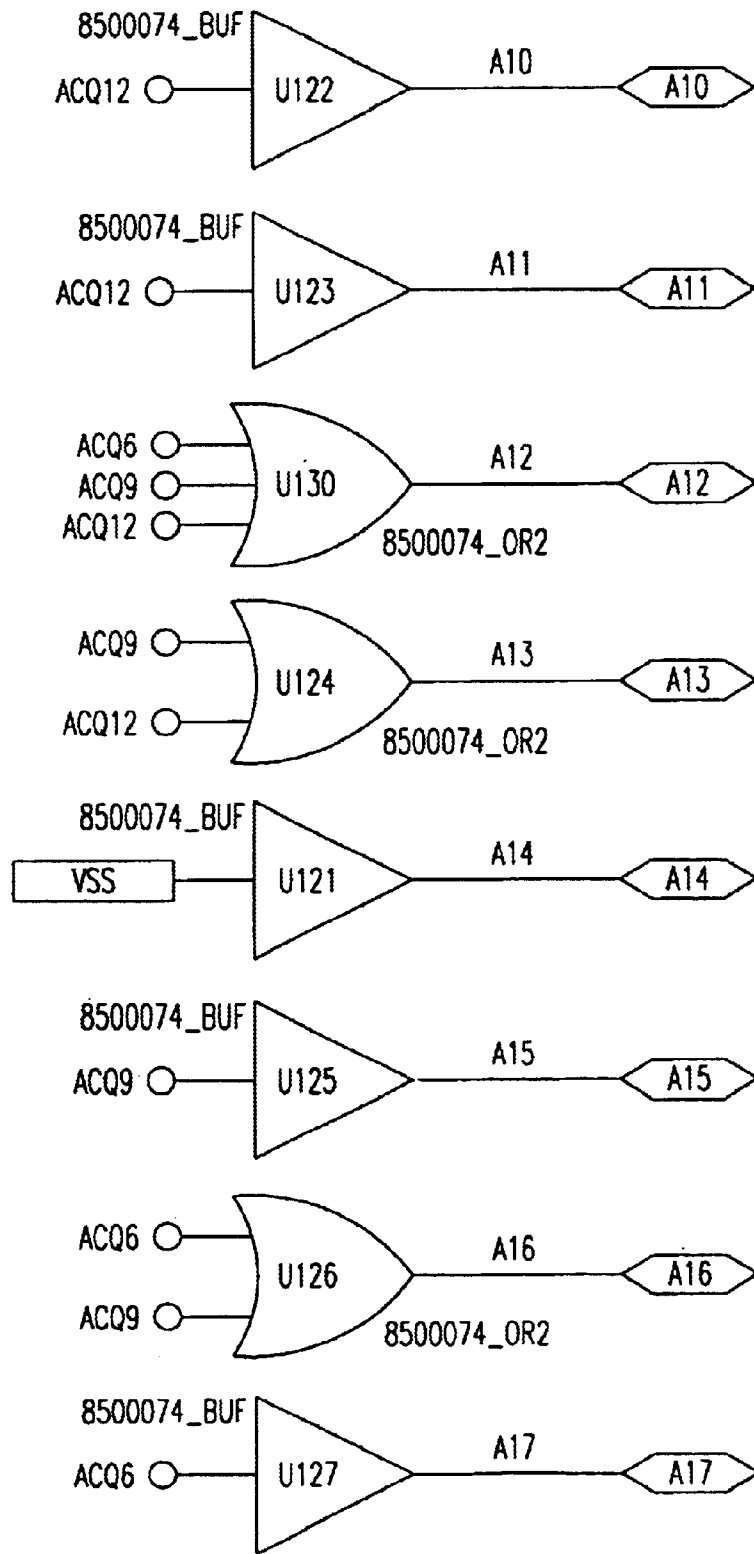 8500074_BUF
ACQ12 U122 A10 A10
8500074_BUF
ACQ12 U123 A11 A11
ACQ6
ACQ9 U130 A12 A12
ACQ12
8500074_OR2
ACQ9
U124 A13 A13
ACQ12
8500074_OR2
8500074_BUF
VSS U121 A14 A14
8500074_BUF
ACQ9 U125 A15 A15
ACQ6
U126 A16 A16
ACQ9
8500074_OR2
8500074_BUF
ACQ6 U127 A17 A17